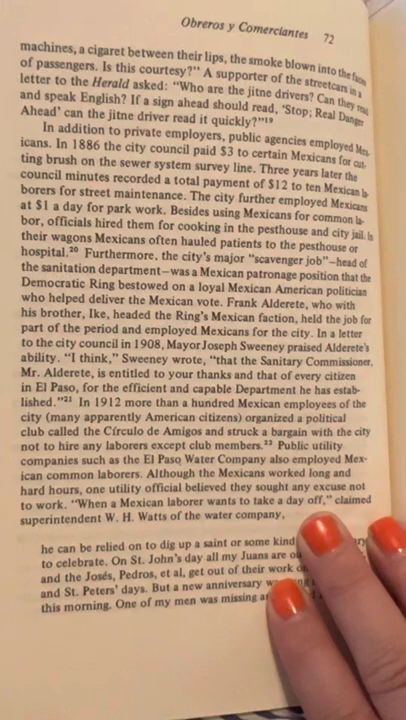 Obreros y Comerciantes 72
machines, a cigaret between their lips, the smoke blown into the faces
of passengers. Is this courtesy?" A supporter of the streetcars in a
letter to the Herald asked: "Who are the jitne drivers? Can they read
and speak English? If a sign ahead should read, 'Stop; Real Danger
Ahead' can the jitne driver read it quickly?"19
In addition to private employers, public agencies employed Mex-
icans. In 1886 the city council paid $3 to certain Mexicans for cut-
ting brush on the sewer system survey line. Three years later the
council minutes recorded a total payment of $12 to ten Mexican la-
borers for street maintenance. The city further employed Mexicans
at $1 a day for park work. Besides using Mexicans for common la-
bor, officials hired them for cooking in the pesthouse and city jail. In
their wagons Mexicans often hauled patients to the pesthouse or
hospital.20 Furthermore, the city's major "scavenger job"—head of
the sanitation department—was a Mexican patronage position that the
Democratic Ring bestowed on a loyal Mexican American politician
who helped deliver the Mexican vote. Frank Alderete, who with
his brother, Ike, headed the Ring's Mexican faction, held the job for
part of the period and employed Mexicans for the city. In a letter
to the city council in 1908, Mayor Joseph Sweeney praised Alderete's
ability. "I think," Sweeney wrote, "that the Sanitary Commissioner,
Mr. Alderete, is entitled to your thanks and that of every citizen
in El Paso, for the efficient and capable Department he has estab-
lished."21 In 1912 more than a hundred Mexican employees of the
city (many apparently American citizens) organized a political
club called the Círculo de Amigos and struck a bargain with the city
not to hire any laborers except club members.22 Public utility
companies such as the El Paso Water Company also employed Mex-
ican common laborers. Although the Mexicans worked long and
hard hours, one utility official believed they sought any excuse not
to work. "When a Mexican laborer wants to take a day off," claimed
superintendent W. H. Watts of the water company,
he can be relied on to dig up a saint or some kind
to celebrate. On St. John's day all my Juans are
and the Josés, Pedros, et al, get out of their work
and St. Peters' days. But a new anniversary
this morning. One of my men was missing